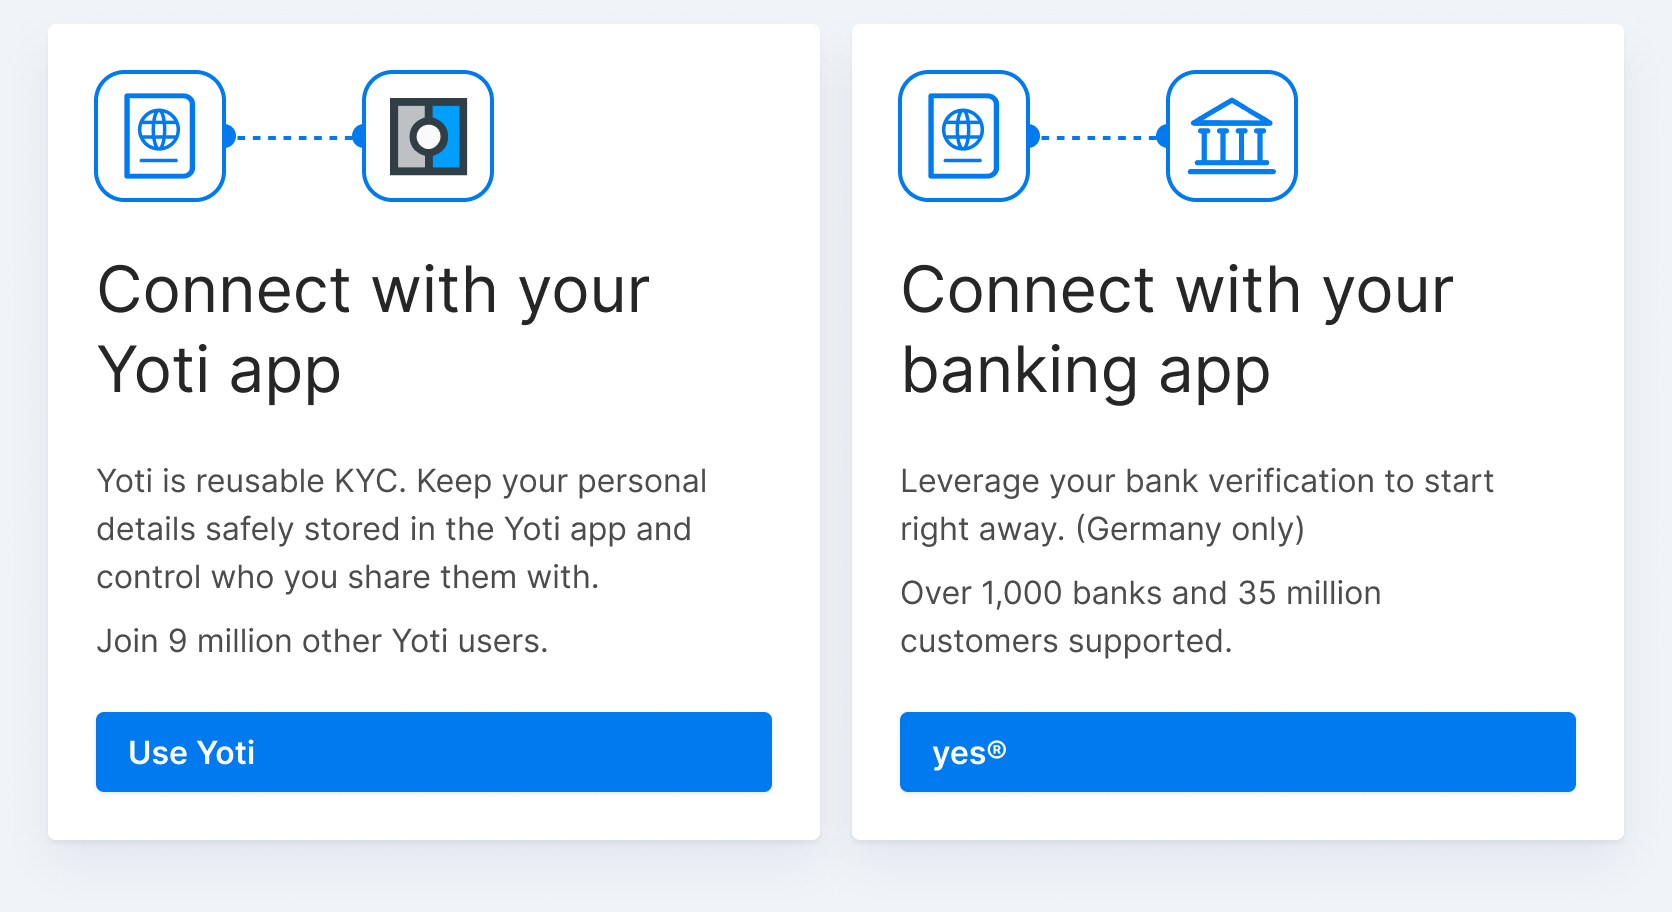 Connect with your
Yoti app
Yoti is reusable KYC. Keep your personal
details safely stored in the Yoti app and
control who you share them with.
Join 9 million other Yoti users.
Use Yoti
Connect with your
banking app
Leverage your bank verification to start
right away. (Germany only)
Over 1,000 banks and 35 million
customers supported.
yes®